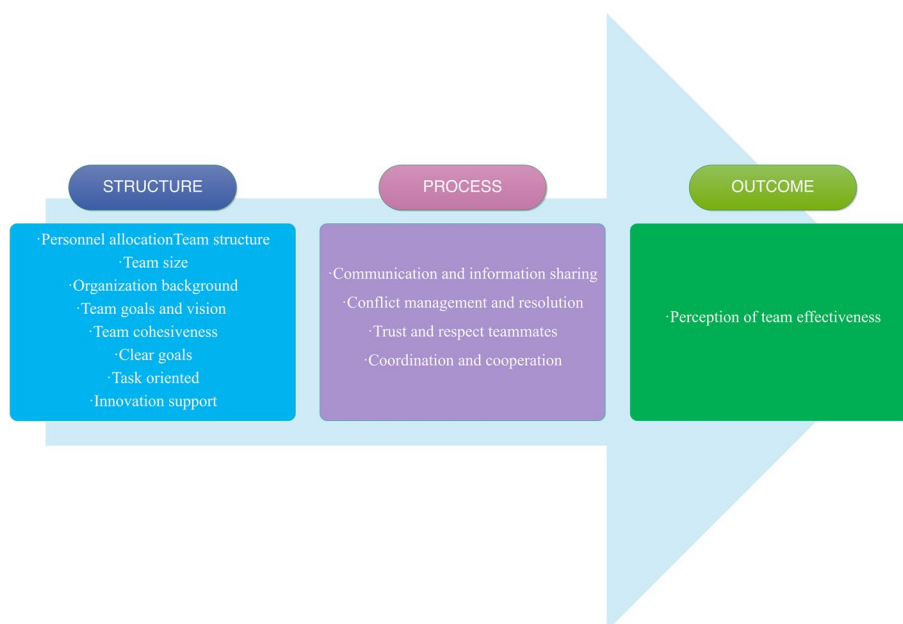 STRUCTURE
·Personnel allocationTeam structure
·Team size
·Organization background
·Team goals and vision
·Team cohesiveness
·Clear goals
·Task oriented
·Innovation support
PROCESS
·Communication and information sharing
·Conflict management and resolution
·Trust and respect teammates
·Coordination and cooperation
OUTCOME
·Perception of team effectiveness